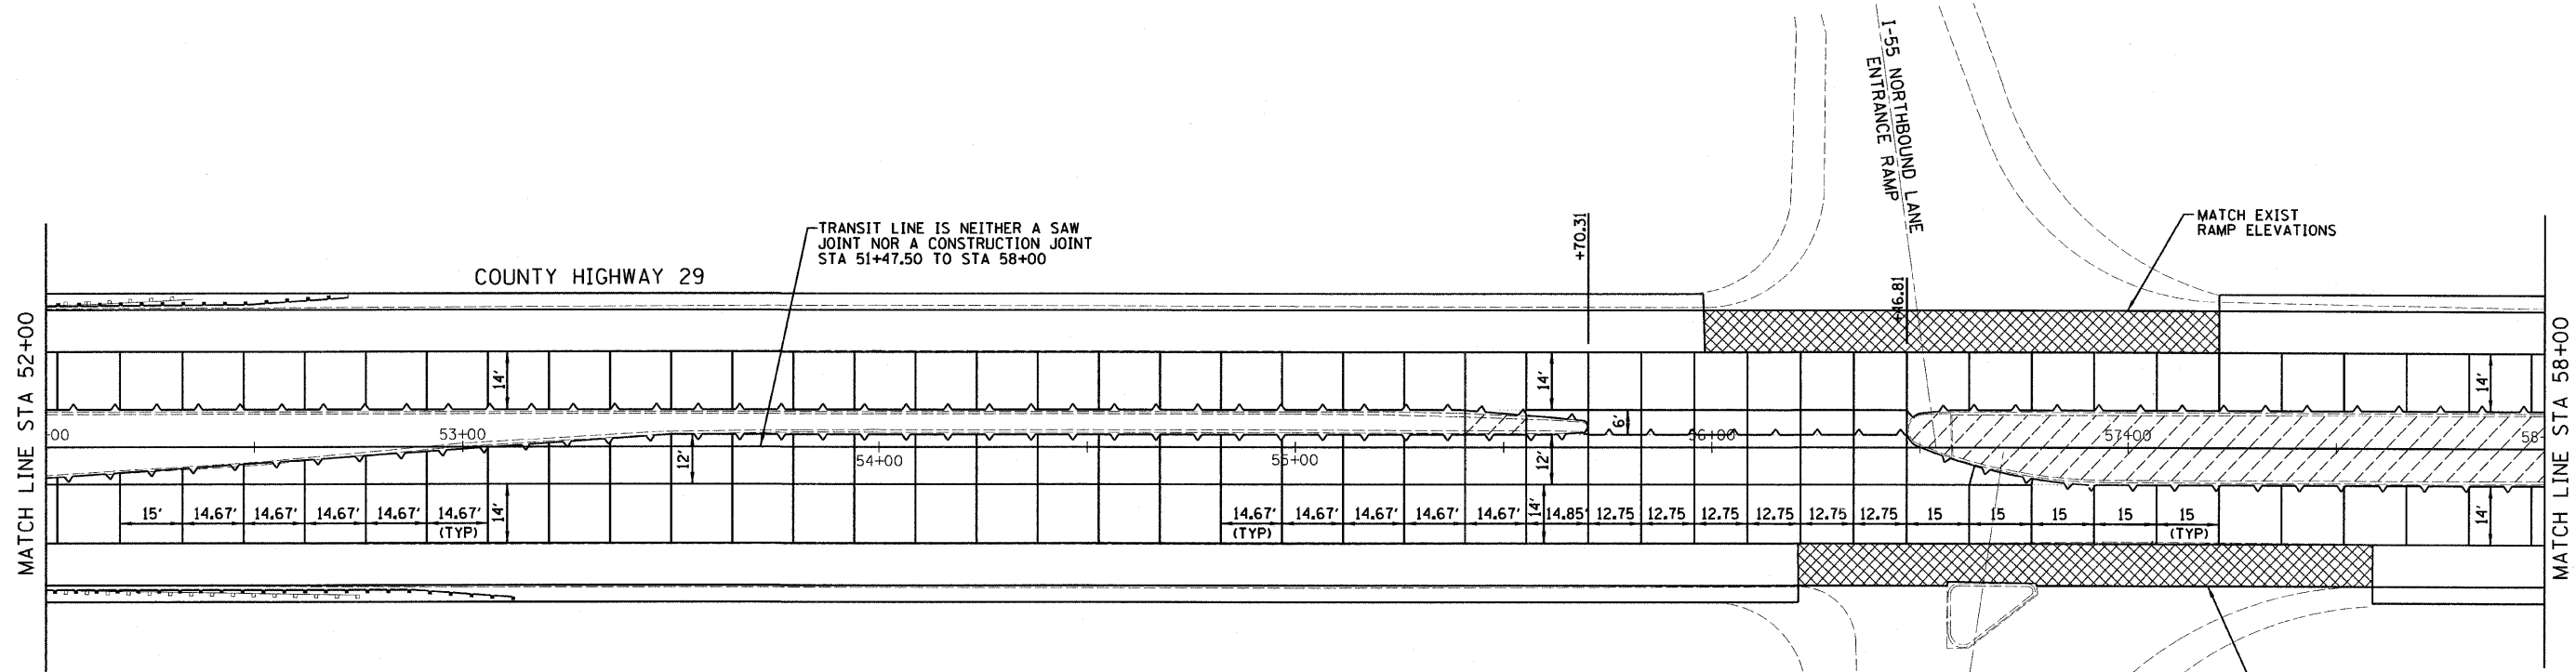 I-55 NORTHBOUND LANE
ENTRANCE RAMP
+70.31
TRANSIT LINE IS NEITHER A SAW
JOINT NOR A CONSTRUCTION JOINT
STA 51+47.50 TO STA 58+00
MATCH EXIST
RAMP ELEVATIONS
COUNTY HIGHWAY 29
+46.81
MATCH LINE STA 52+00
MATCH LINE STA 58+00
14' 14' 14'
6'
00 53+00 56+00 57+00 58
54+00 55+00
12' 12'
15' 14.67' 14.67' 14.67' 14.67' 14.67' 14' 14.67' 14.67' 14.67' 14.67' 14.67' 14' 14.85' 12.75 12.75 12.75 12.75 12.75 12.75 15 15 15 15 15 14'
(TYP) (TYP) (TYP)